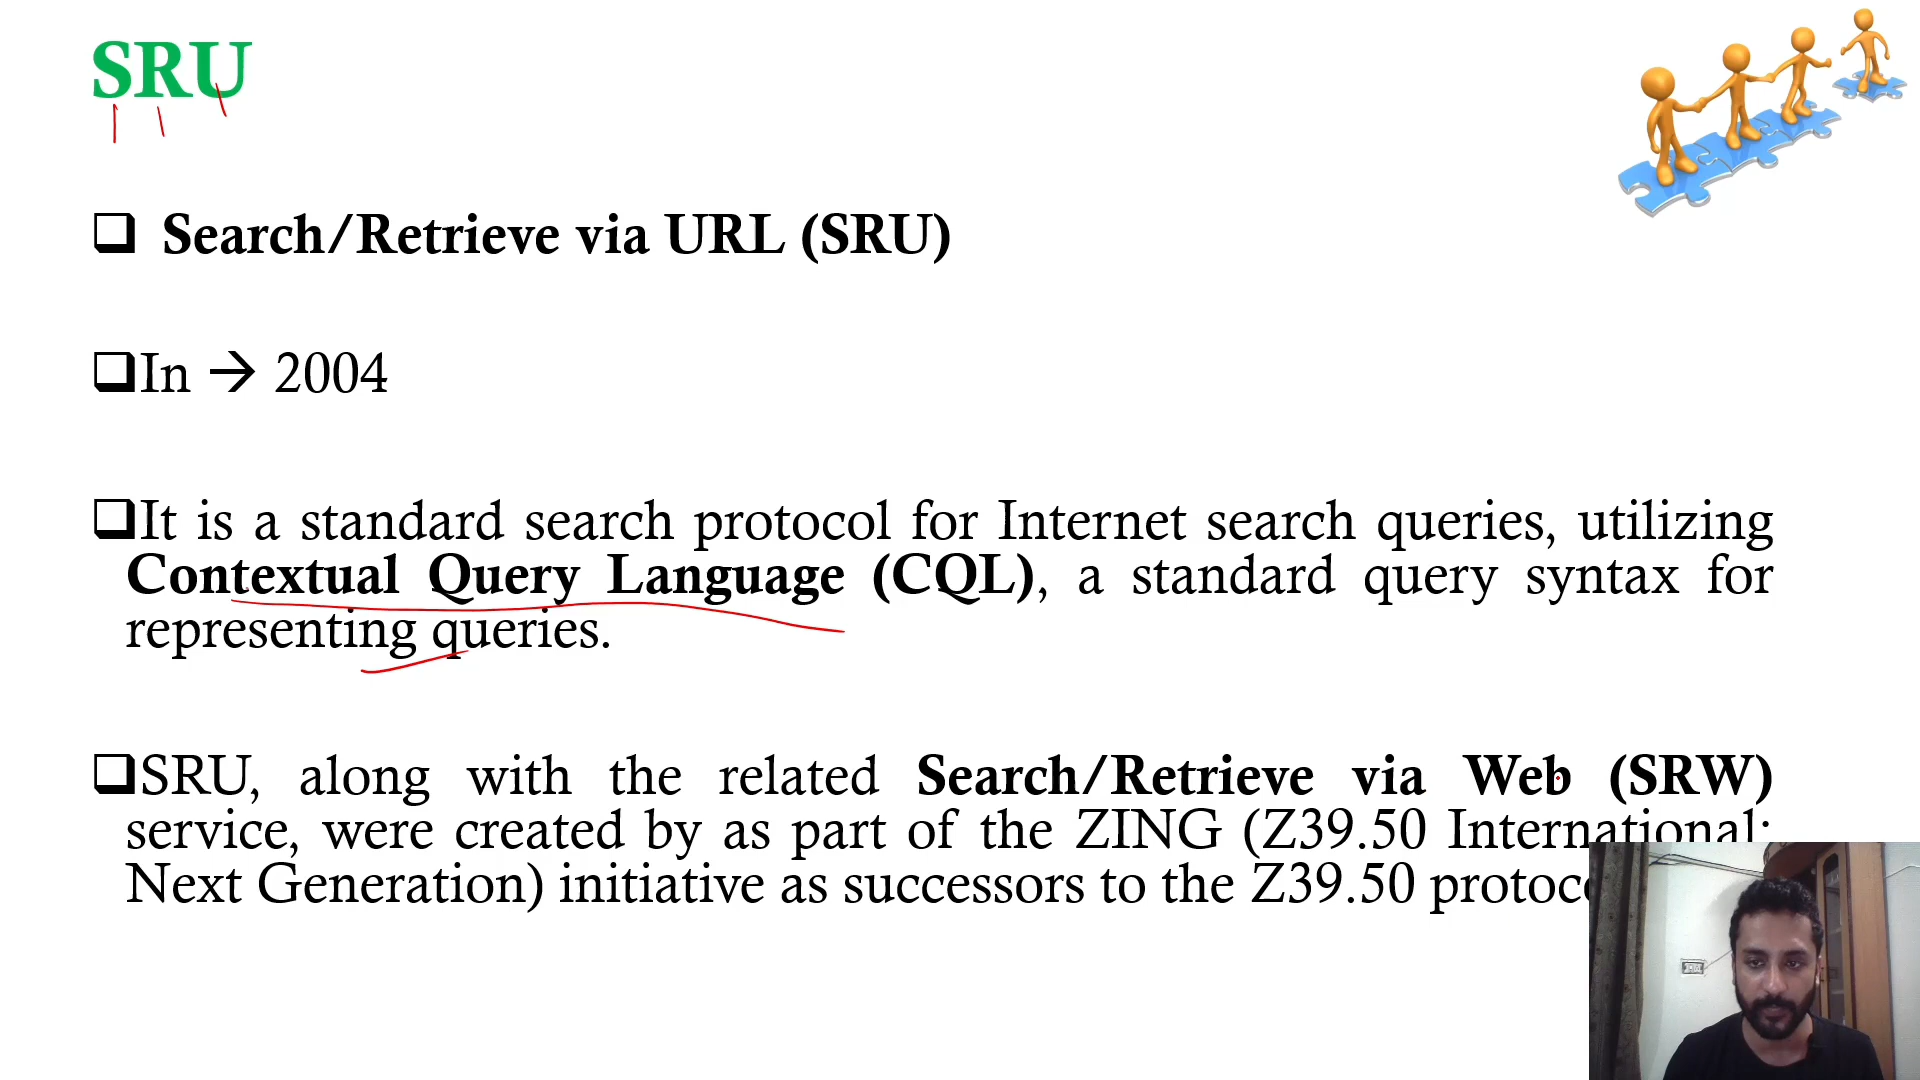 SRU
Search/Retrieve via URL (SRU)
In → 2004
It is a standard search protocol for Internet search queries, utilizing
Contextual Query Language (CQL), a standard query syntax for
representing queries.
SRU, along with the related Search/Retrieve via Web (SRW)
service, were created by as part of the ZING (Z39.50 International:
Next Generation) initiative as successors to the Z39.50